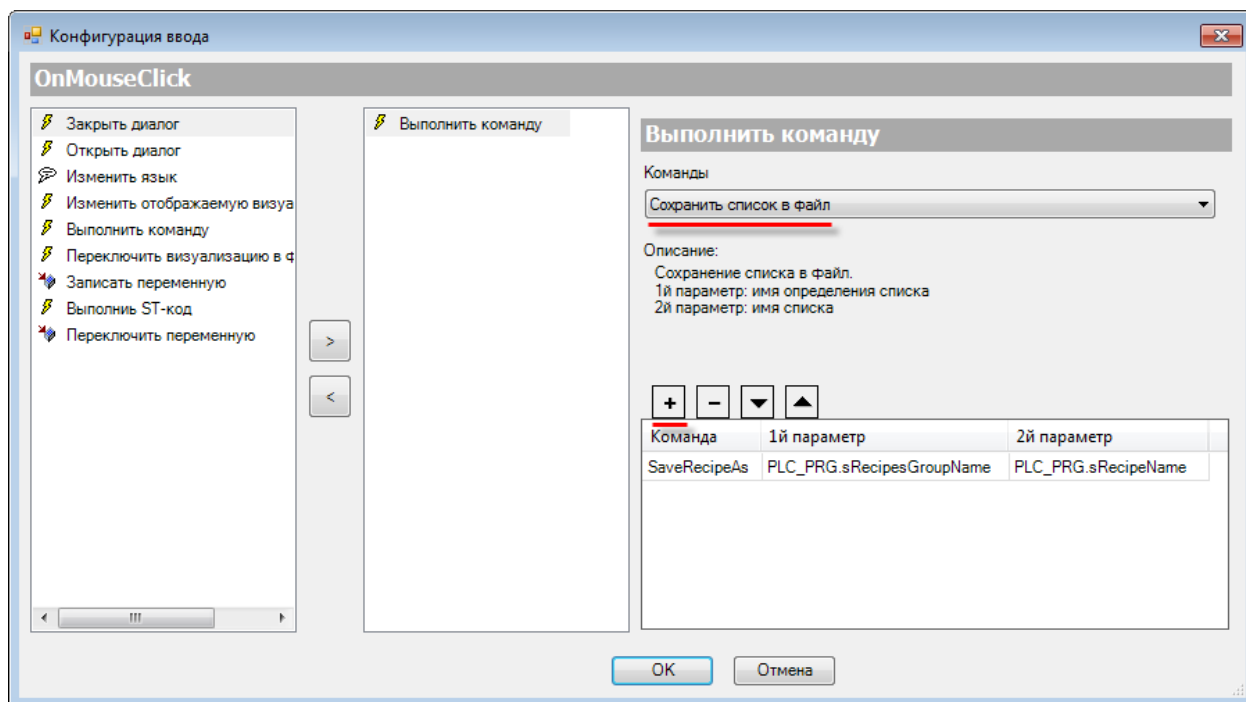 Конфигурация ввода
OnMouseClick
Закрыть диалог
Открыть диалог
Изменить язык
Изменить отображаемую визуа
Выполнить команду
Переключить визуализацию в ф
Записать переменную
Выполниь ST-код
Переключить переменную
>
<
Выполнить команду
Выполнить команду
Команды
Сохранить список в файл
Описание:
Сохранение списка в файл.
1й параметр: имя определения списка
2й параметр: имя списка
Команда 1й параметр 2й параметр
SaveRecipeAs PLC_PRG.sRecipesGroupName PLC_PRG.sRecipeName
OK Отмена